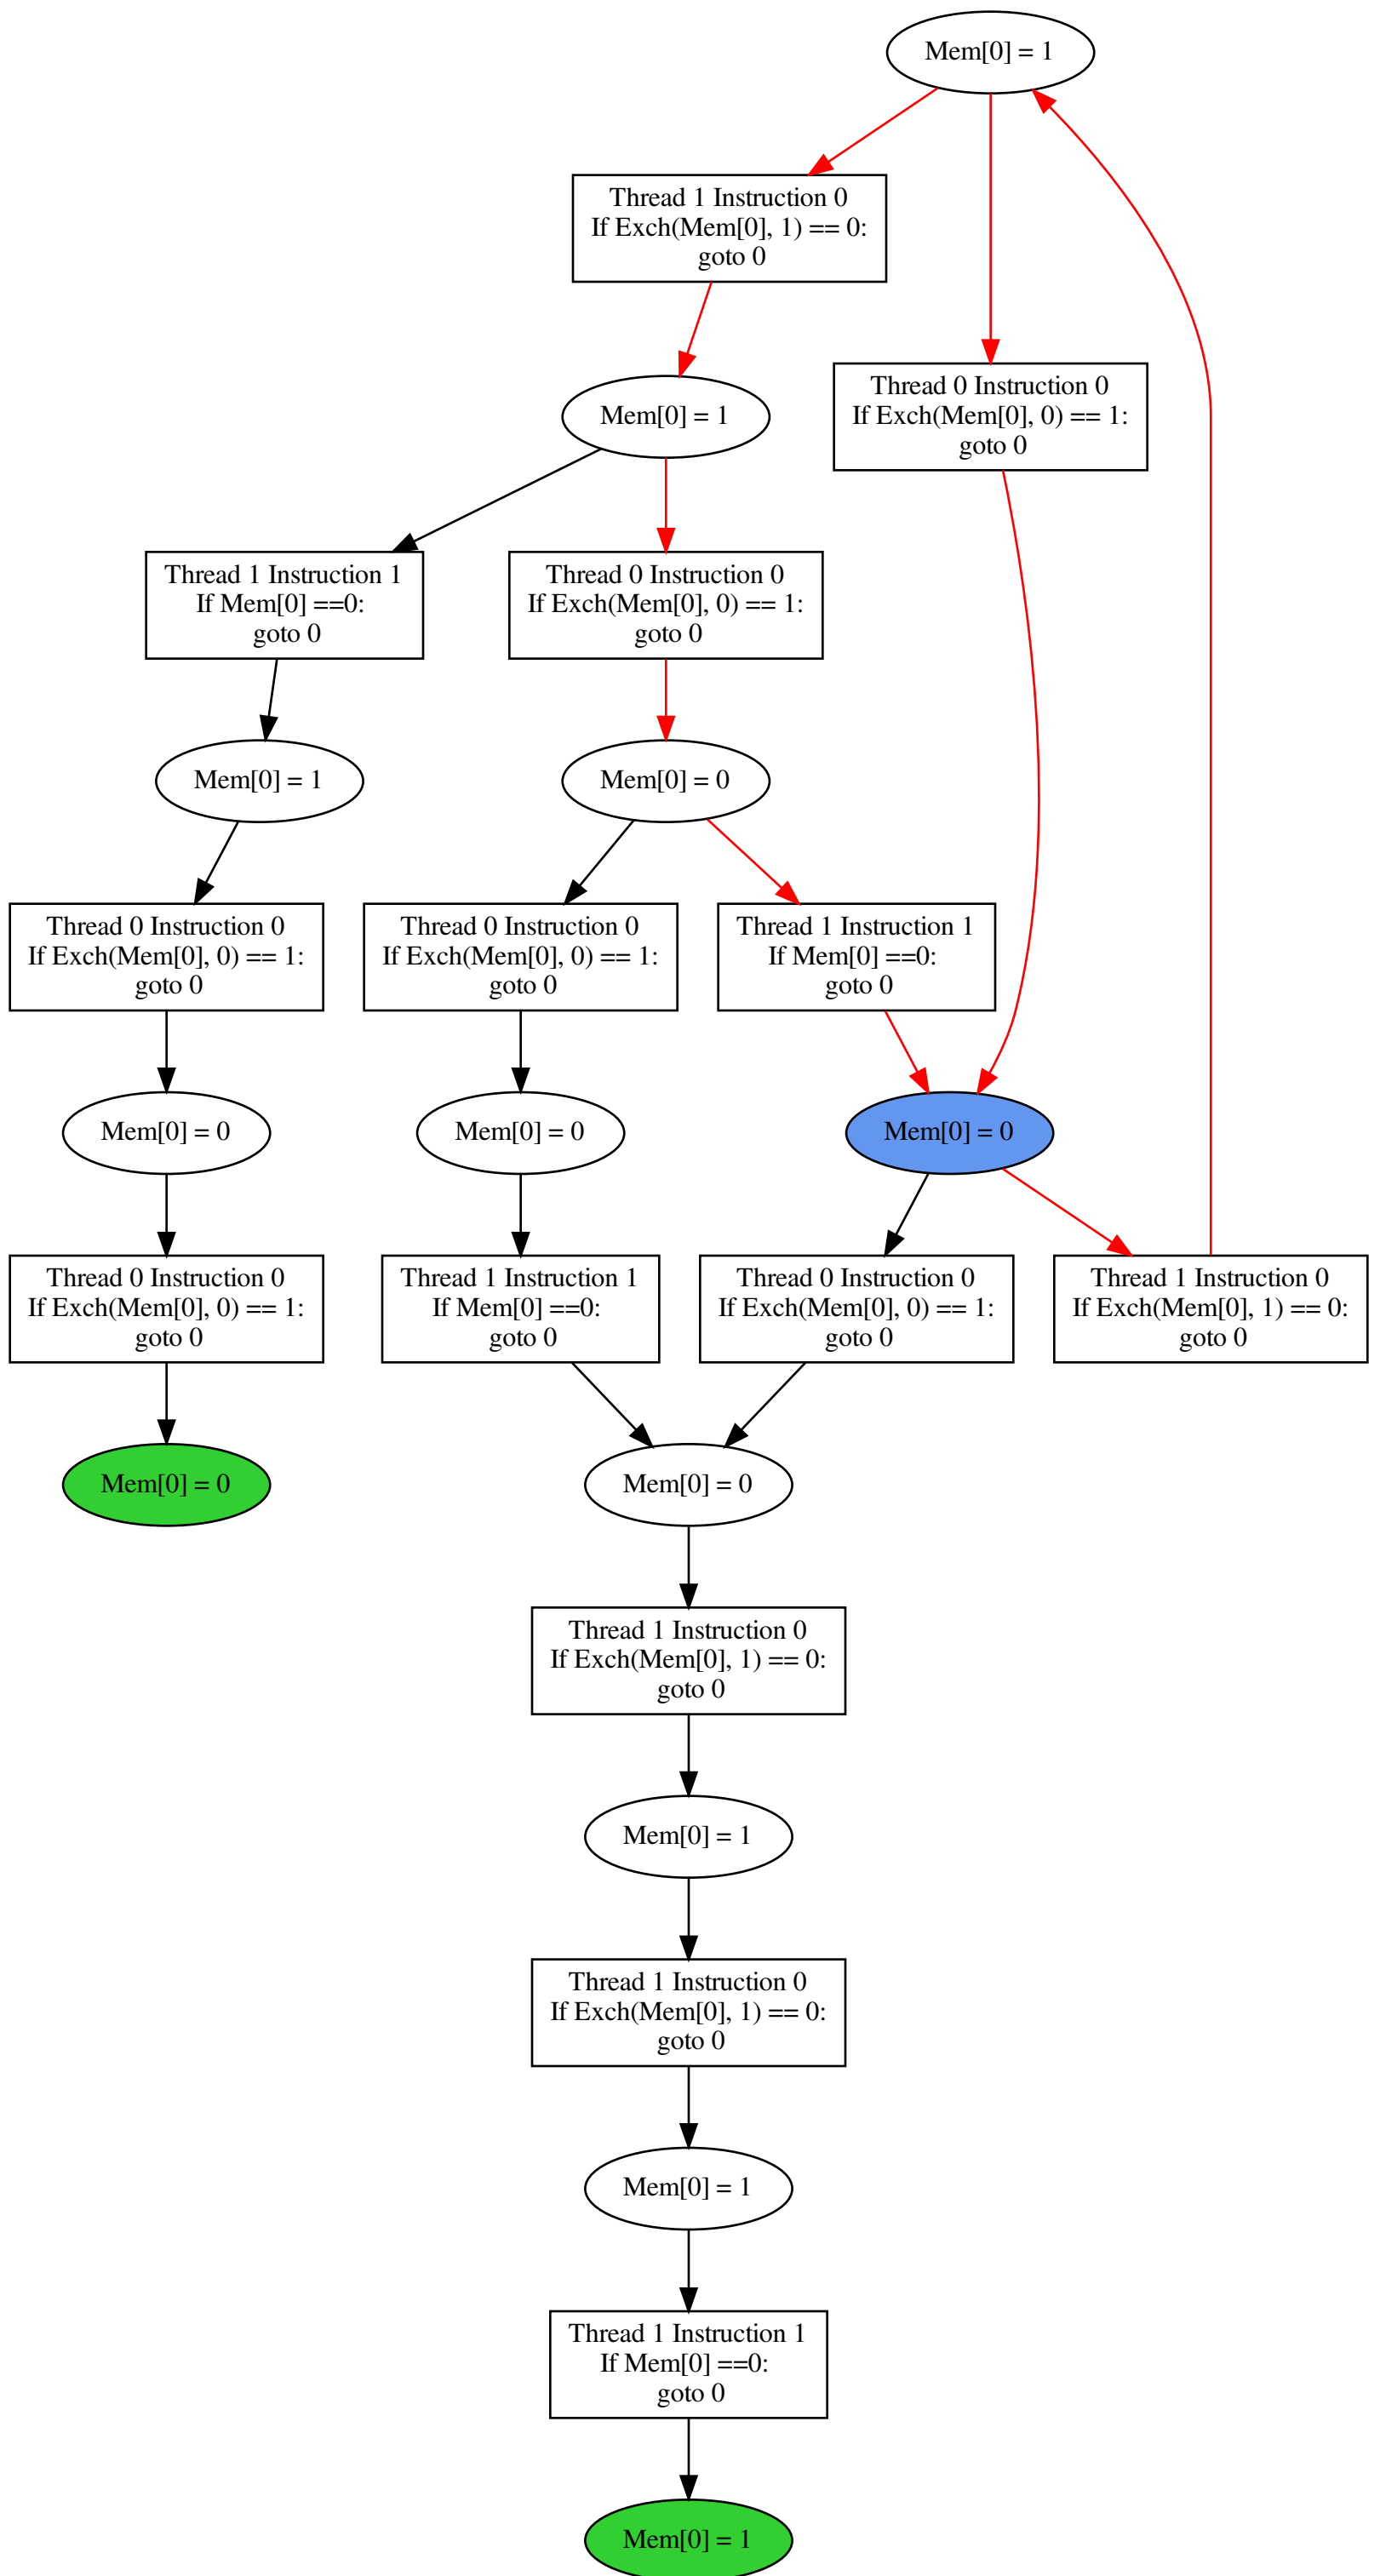 Mem[0] = 1
Thread 1 Instruction 0
If Exch(Mem[0], 1) == 0:
goto 0
Mem[0] = 1
Thread 0 Instruction 0
If Exch(Mem[0], 0) == 1:
goto 0
Thread 1 Instruction 1
If Mem[0] ==0:
goto 0
Thread 0 Instruction 0
If Exch(Mem[0], 0) == 1:
goto 0
Mem[0] = 1
Mem[0] = 0
Thread 0 Instruction 0
If Exch(Mem[0], 0) == 1:
goto 0
Thread 0 Instruction 0
If Exch(Mem[0], 0) == 1:
goto 0
Thread 1 Instruction 1
If Mem[0] ==0:
goto 0
Mem[0] = 0
Mem[0] = 0
Mem[0] = 0
Thread 0 Instruction 0
If Exch(Mem[0], 0) == 1:
goto 0
Thread 1 Instruction 1
If Mem[0] ==0:
goto 0
Thread 0 Instruction 0
If Exch(Mem[0], 0) == 1:
goto 0
Thread 1 Instruction 0
If Exch(Mem[0], 1) == 0:
goto 0
Mem[0] = 0
Mem[0] = 0
Thread 1 Instruction 0
If Exch(Mem[0], 1) == 0:
goto 0
Mem[0] = 1
Thread 1 Instruction 0
If Exch(Mem[0], 1) == 0:
goto 0
Mem[0] = 1
Thread 1 Instruction 1
If Mem[0] ==0:
goto 0
Mem[0] = 1